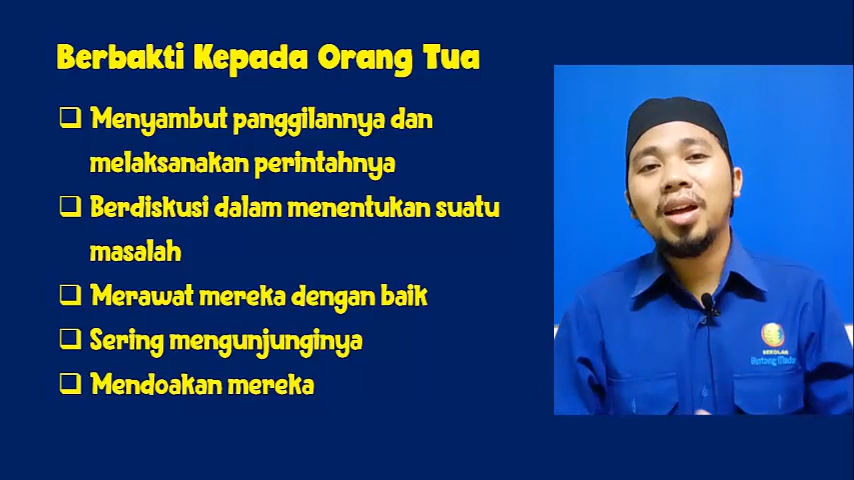 Berbakti Kepada Orang Tua
Menyambut panggilannya dan
melaksanakan perintahnya
Berdiskusi dalam menentukan suatu
masalah
Merawat mereka dengan baik
Sering mengunjunginya
Mendoakan mereka
SEKOLAH